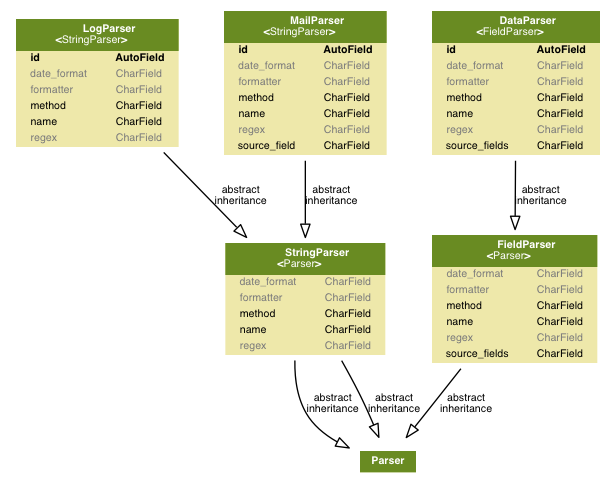 LogParser
<StringParser>
id AutoField
date_format CharField
formatter CharField
method CharField
name CharField
regex CharField
MailParser
<StringParser>
id AutoField
date_format CharField
formatter CharField
method CharField
name CharField
regex CharField
source_field CharField
DataParser
<FieldParser>
id AutoField
date_format CharField
formatter CharField
method CharField
name CharField
regex CharField
source_fields CharField
abstract
inheritance
abstract
inheritance
abstract
inheritance
StringParser
<Parser>
date_format CharField
formatter CharField
method CharField
name CharField
regex CharField
FieldParser
<Parser>
date_format CharField
formatter CharField
method CharField
name CharField
regex CharField
source_fields CharField
abstract
inheritance
abstract
inheritance
abstract
inheritance
Parser